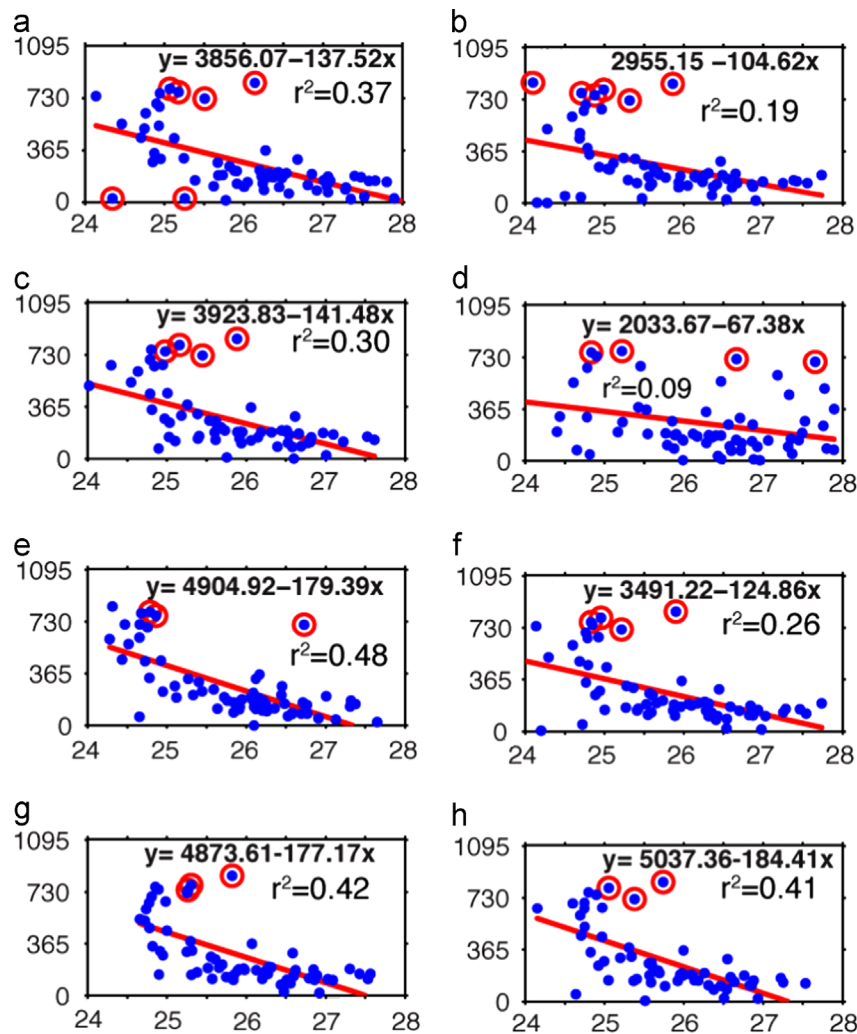 a
1095
730
365
0
y= 3856.07−137.52x
r²=0.37
24 25 26 27 28
b
1095
730
365
0
2955.15 −104.62x
r²=0.19
24 25 26 27 28
c
1095
730
365
0
y= 3923.83−141.48x
r²=0.30
24 25 26 27 28
d
1095
730
365
0
y= 2033.67−67.38x
r²=0.09
24 25 26 27 28
e
1095
730
365
0
y= 4904.92−179.39x
r²=0.48
24 25 26 27 28
f
1095
730
365
0
y= 3491.22−124.86x
r²=0.26
24 25 26 27 28
g
1095
730
365
0
y= 4873.61-177.17x
r²=0.42
24 25 26 27 28
h
1095
730
365
0
y= 5037.36-184.41x
r²=0.41
24 25 26 27 28